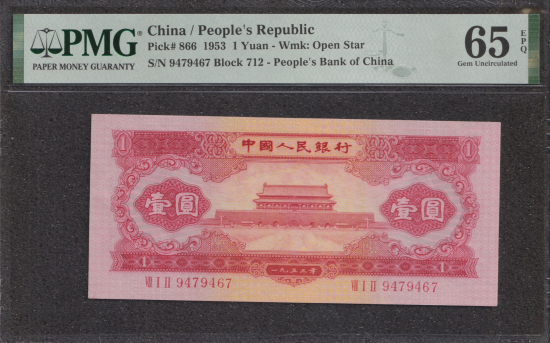 PMG
PAPER MONEY GUARANTY
China / People's Republic
Pick# 866 1953 1 Yuan - Wmk: Open Star
S/N 9479467 Block 712 - People's Bank of China
65 EPQ
Gem Uncirculated
1
中國人民銀行
1
壹圓
壹圓
1
一九五三年
1
VII I II 9479467
VII I II 9479467